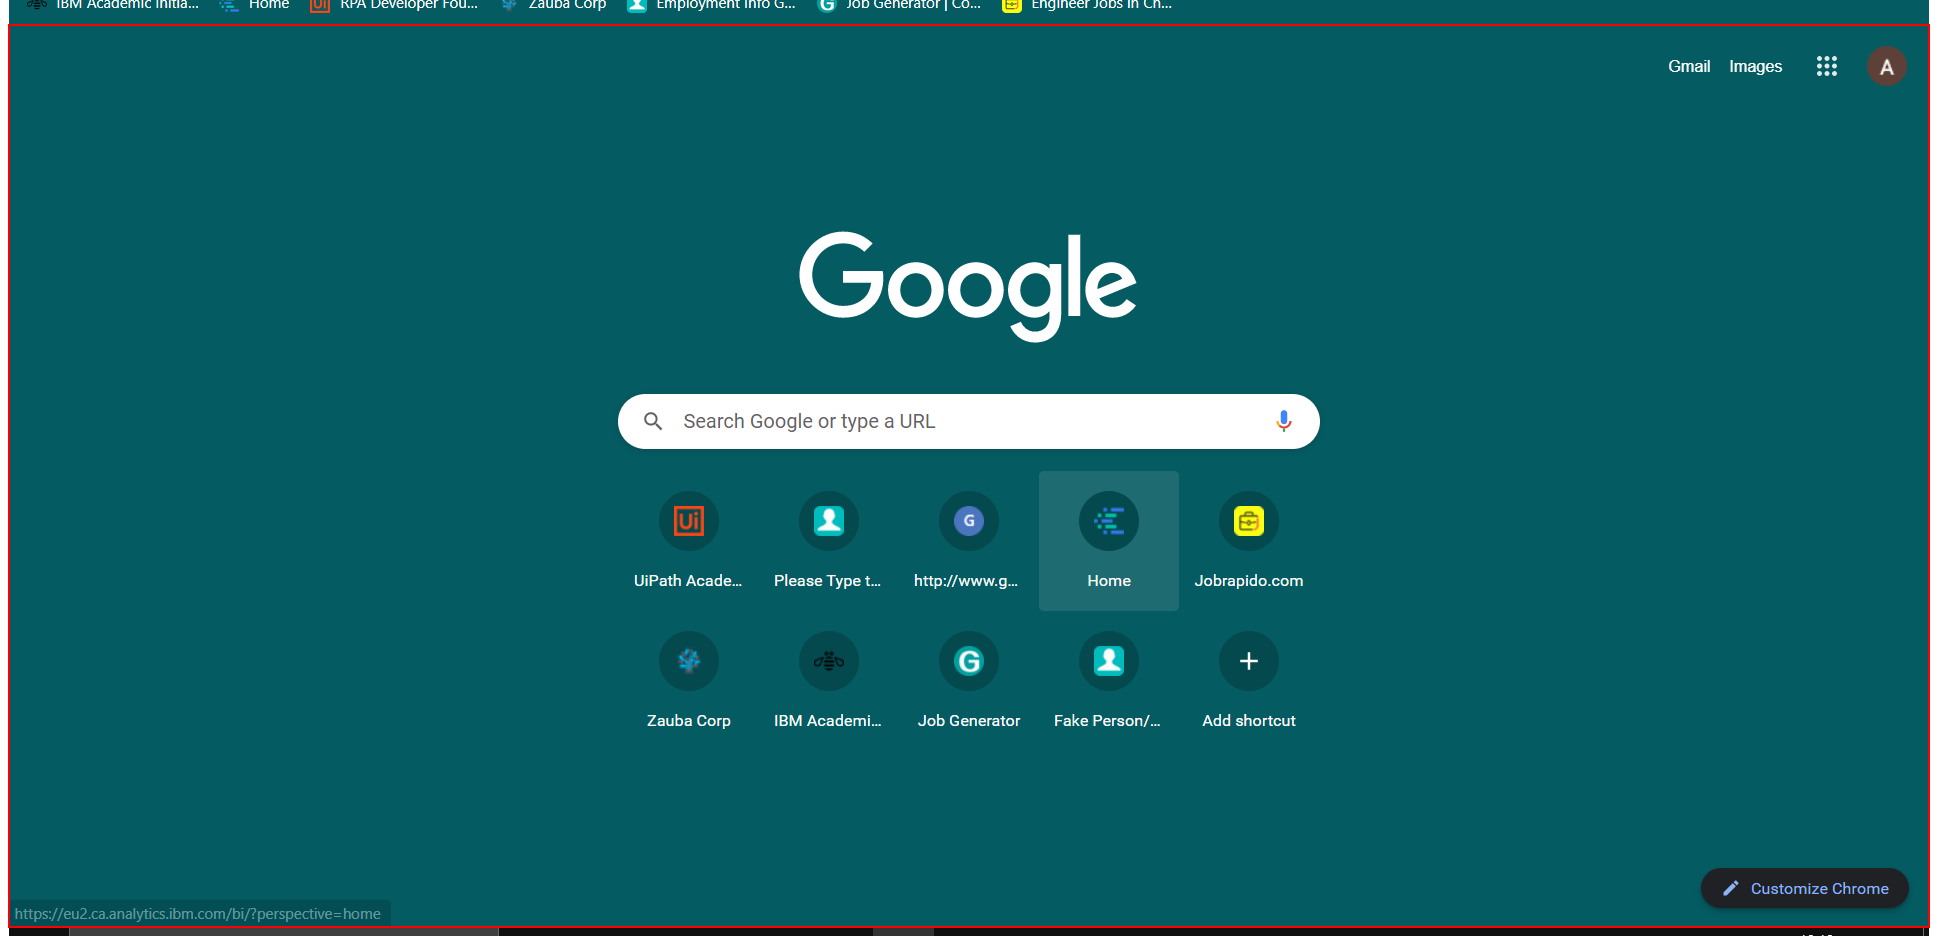 IBM Academic Initia... Home RPA Developer Fou... Zauba Corp Employment Info G... Job Generator | Co... Engineer Jobs in Ch...
Gmail Images A
Google
Search Google or type a URL
Ui G
UiPath Acade... Please Type t... http://www.g... Home Jobrapido.com
G
Zauba Corp IBM Academi... Job Generator Fake Person/... Add shortcut
Customize Chrome
https://eu2.ca.analytics.ibm.com/bi/?perspective=home